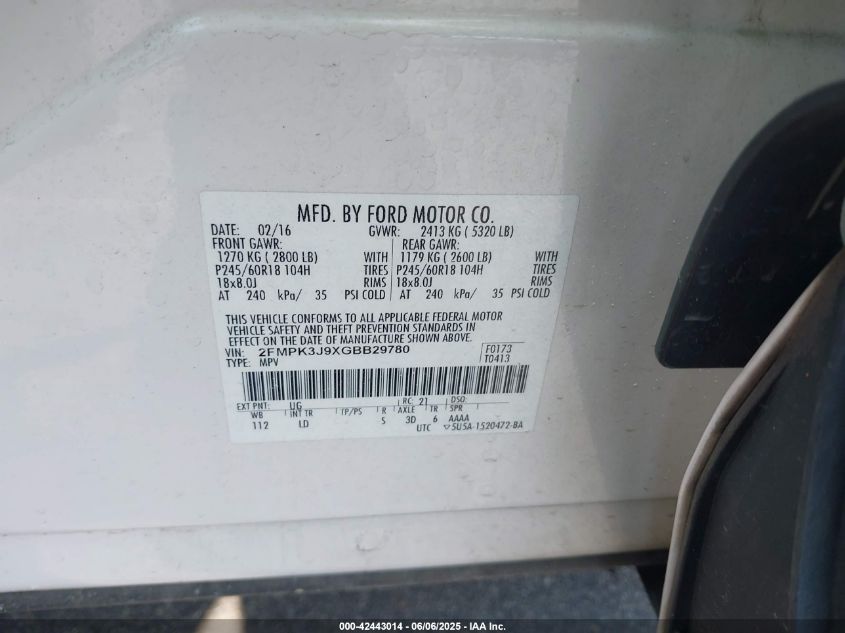 MFD. BY FORD MOTOR CO.
DATE: 02/16 GVWR: 2413 KG ( 5320 LB)
FRONT GAWR: REAR GAWR:
1270 KG ( 2800 LB) WITH 1179 KG ( 2600 LB) WITH
P245/60R18 104H TIRES P245/60R18 104H TIRES
18x8.0J RIMS 18x8.0J RIMS
AT 240 kPa/ 35 PSI COLD AT 240 kPa/ 35 PSI COLD
THIS VEHICLE CONFORMS TO ALL APPLICABLE FEDERAL MOTOR
VEHICLE SAFETY AND THEFT PREVENTION STANDARDS IN
EFFECT ON THE DATE OF MANUFACTURE SHOWN ABOVE.
VIN: 2FMPK3J9XGBB29780 F0173
TYPE: MPV T0413
EXT PNT: UG RC: 21 DSO:
WB INT TR TP/PS R AXLE TR SPR
112 LD S 3D 6 AAAA
UTC ▽5U5A-1520472-BA
000-42443014 - 06/06/2025 - IAA Inc.